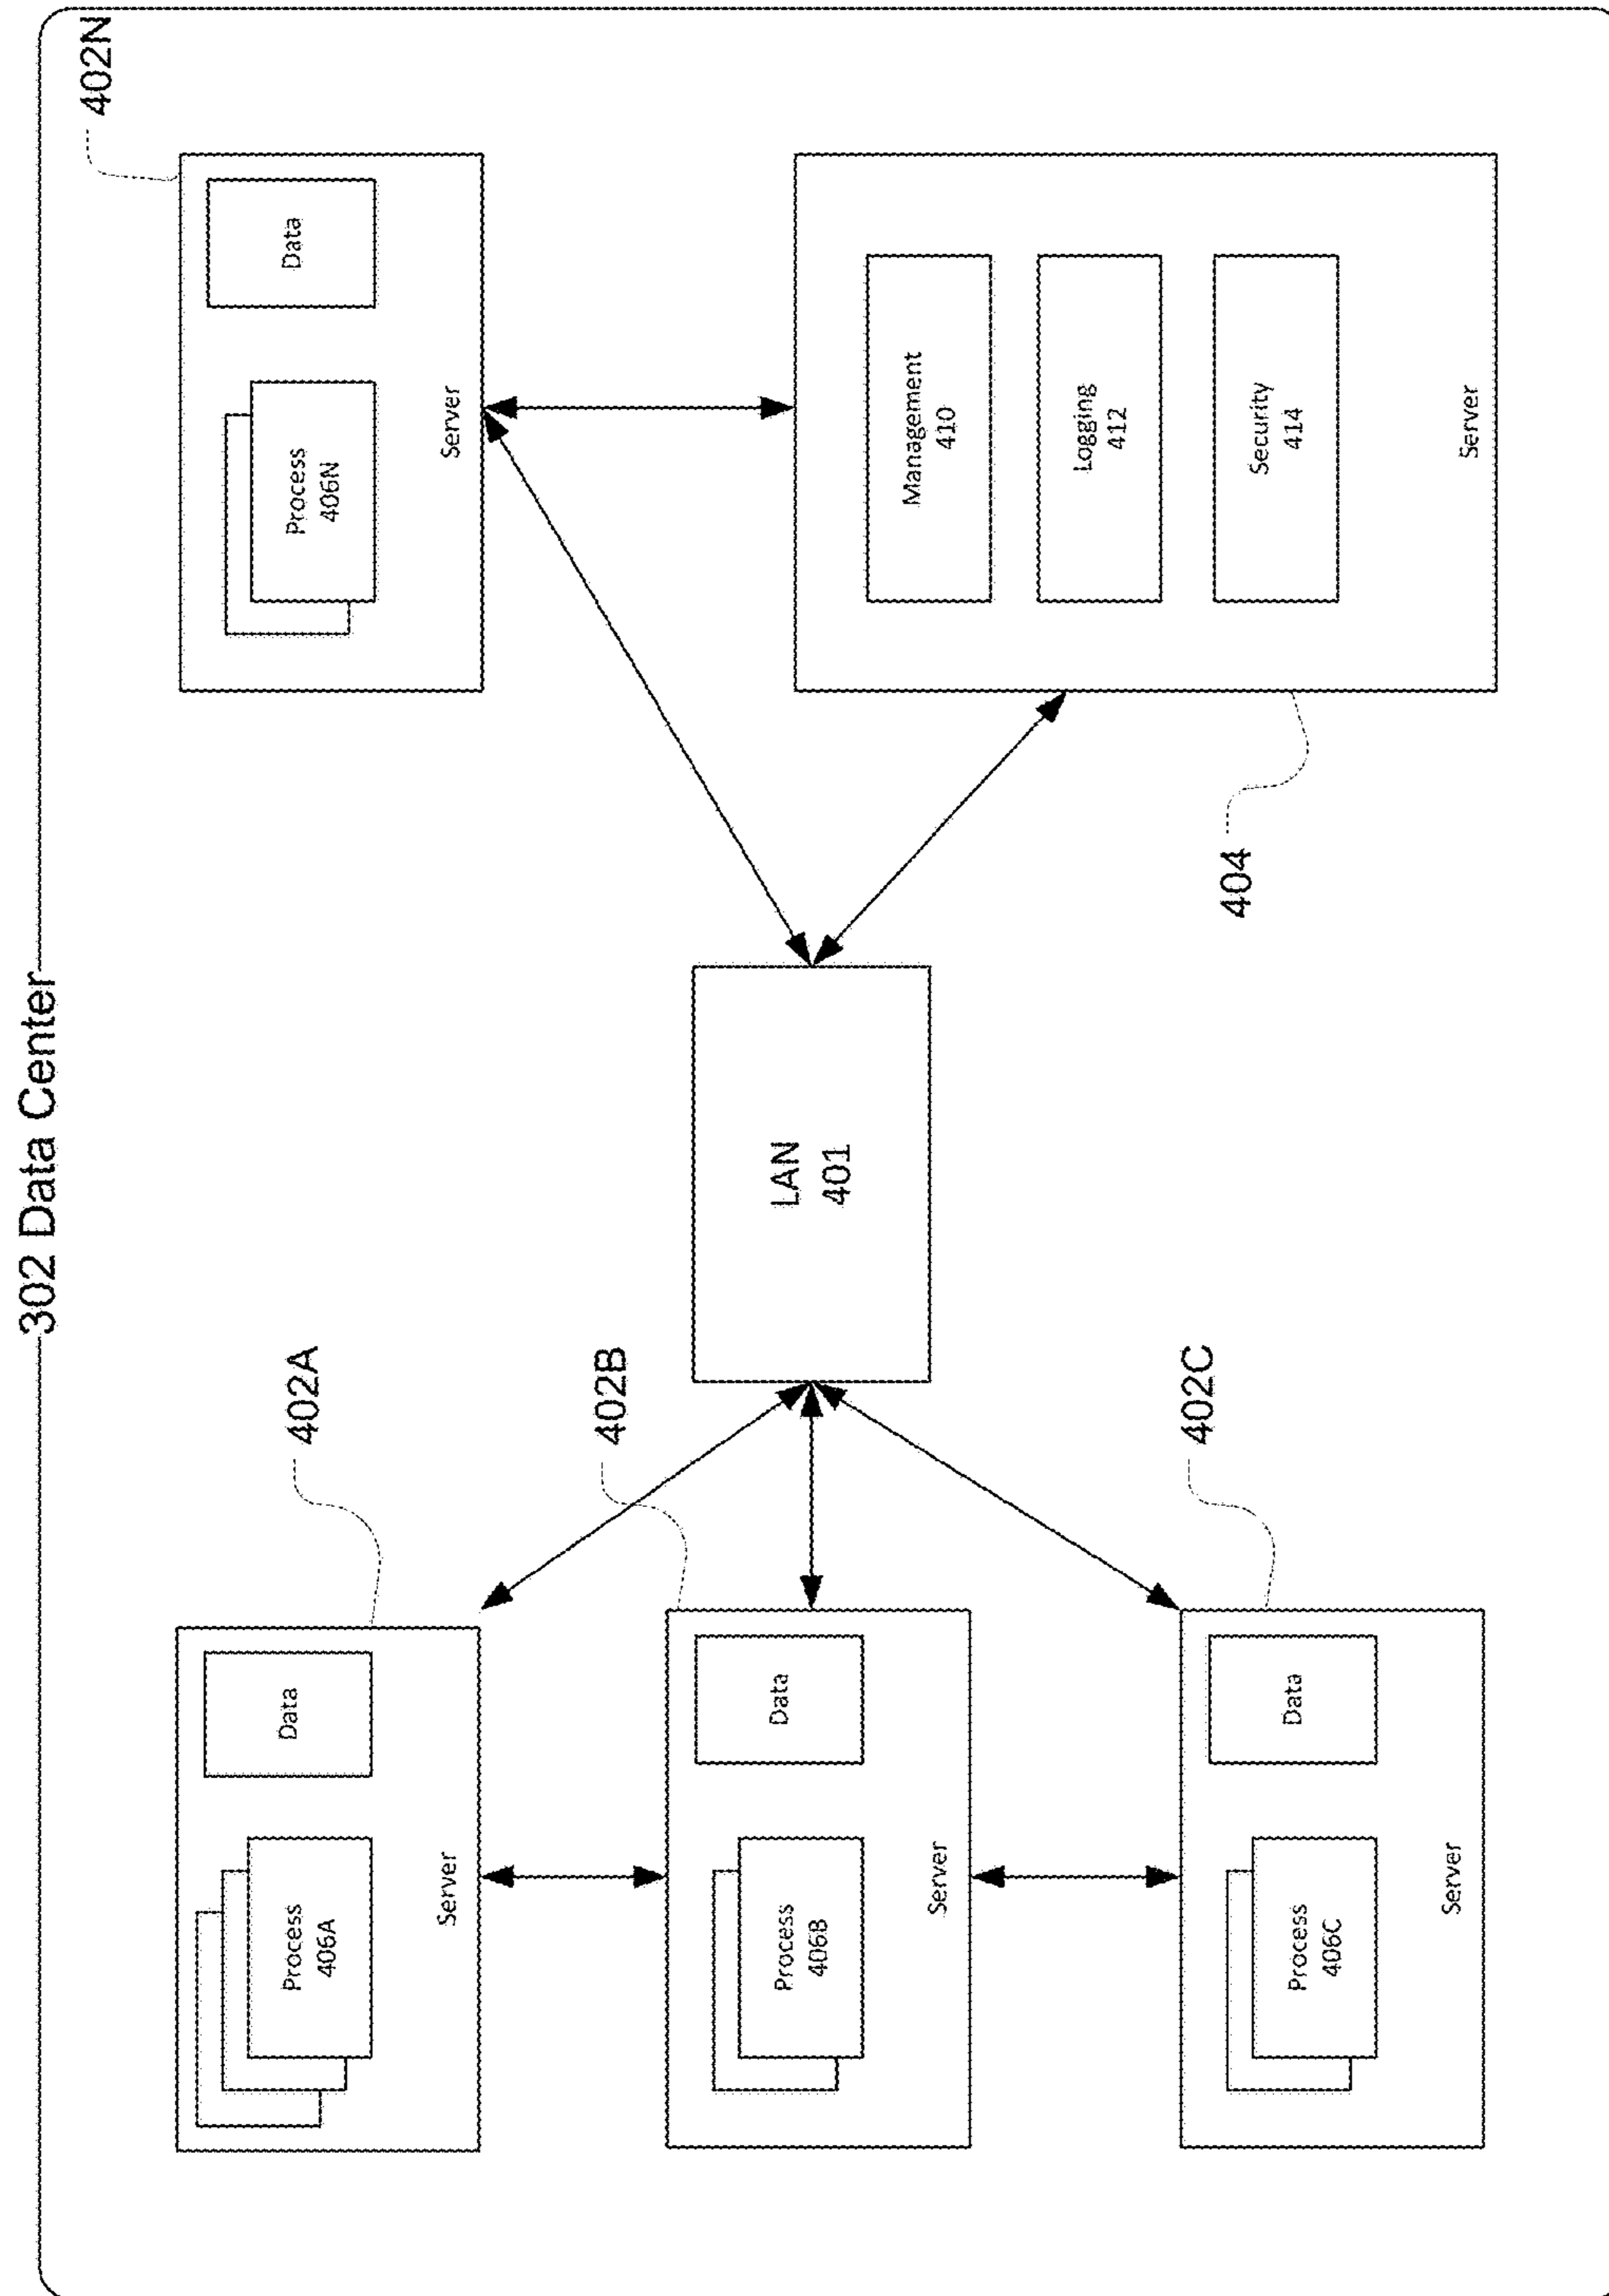 302 Data Center
402A
Data
Process
406A
Server
402B
Data
Process
406B
Server
402C
Data
Process
406C
Server
LAN
401
402N
Data
Process
406N
Server
404
Management
410
Logging
412
Security
414
Server